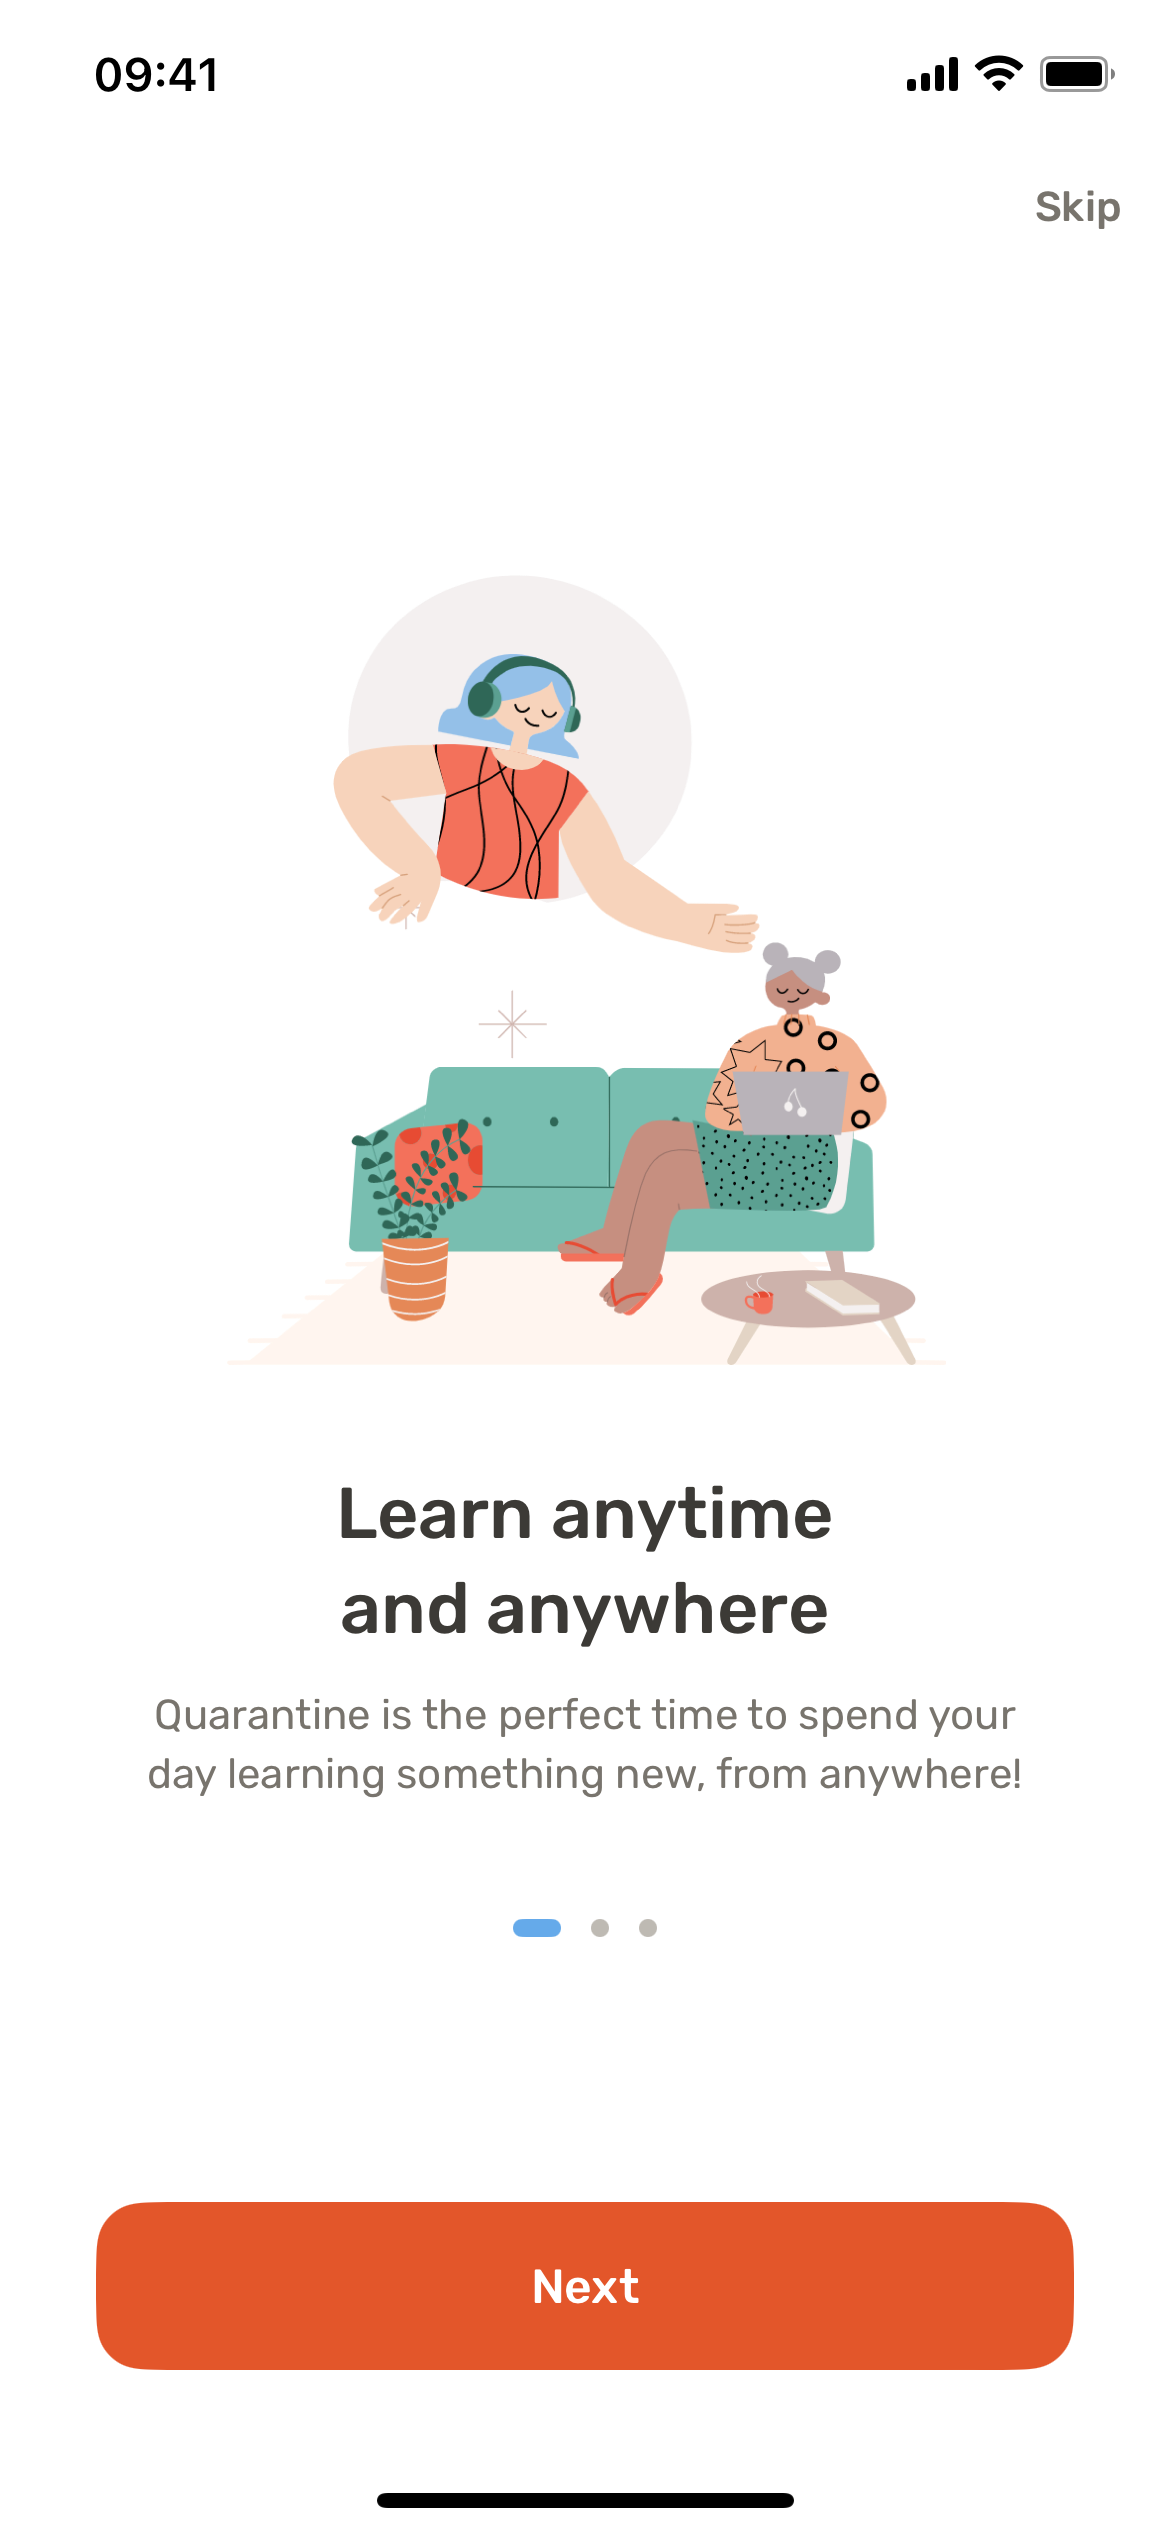 09:41
Skip
Learn anytime
and anywhere
Quarantine is the perfect time to spend your
day learning something new, from anywhere!
Next